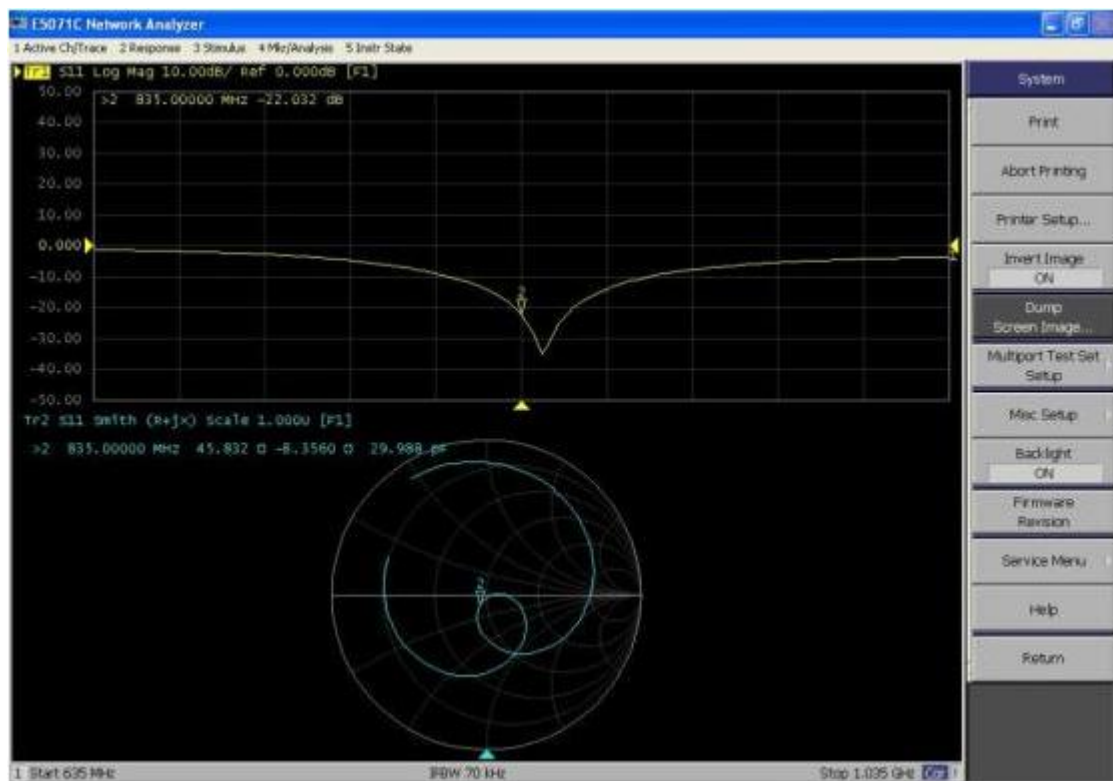 E5071C Network Analyzer
1 Active Ch/Trace 2 Response 3 Stimulus 4 Mkr/Analysis 5 Instr State
Tr1 S11 Log Mag 10.00dB/ Ref 0.000dB [F1]
50.00
>2 835.00000 MHz -22.032 dB
40.00
30.00
20.00
10.00
0.000
-10.00
-20.00
-30.00
-40.00
-50.00
2
Tr2 S11 Smith (R+jX) Scale 1.000U [F1]
>2 835.00000 MHz 45.832 Ω -8.3560 Ω 29.988 pF
2
1 Start 635 MHz
IFBW 70 kHz
Stop 1.035 GHz Cor !
System
Print
Abort Printing
Printer Setup...
Invert Image
ON
Dump
Screen Image...
Multiport Test Set
Setup
Misc Setup
Backlight
ON
Firmware
Revision
Service Menu
Help
Return